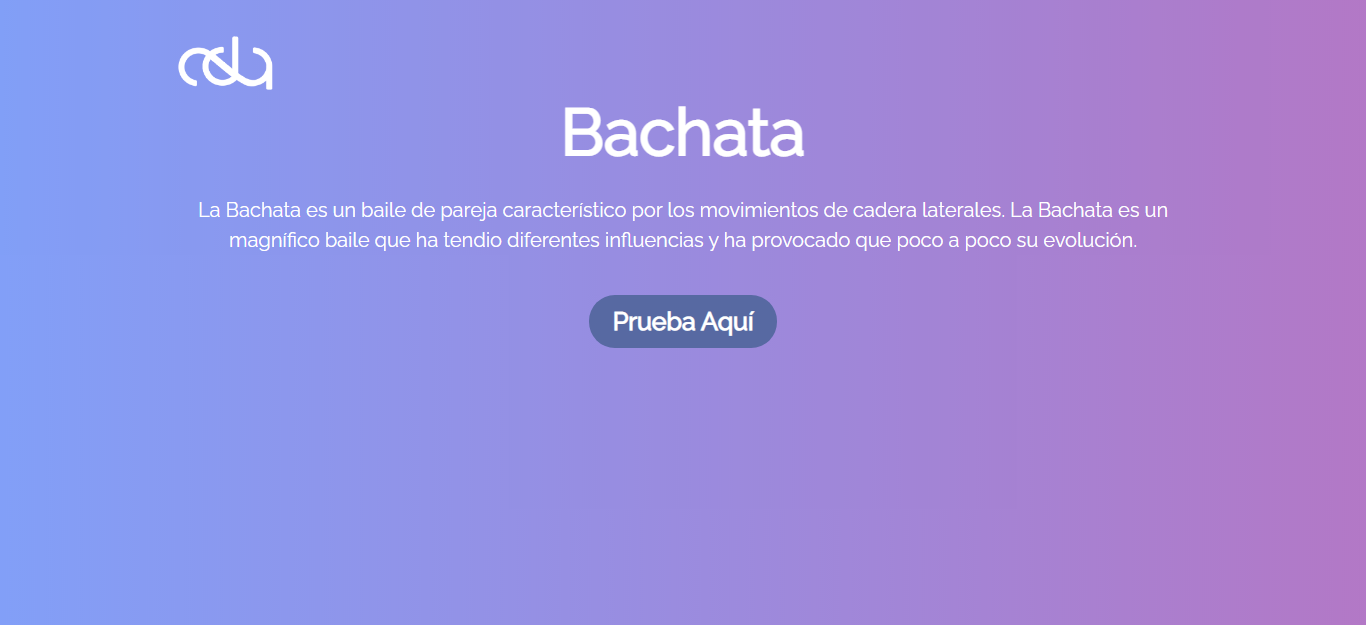 cda
Bachata
La Bachata es un baile de pareja característico por los movimientos de cadera laterales. La Bachata es un
magnífico baile que ha tendio diferentes influencias y ha provocado que poco a poco su evolución.
Prueba Aquí